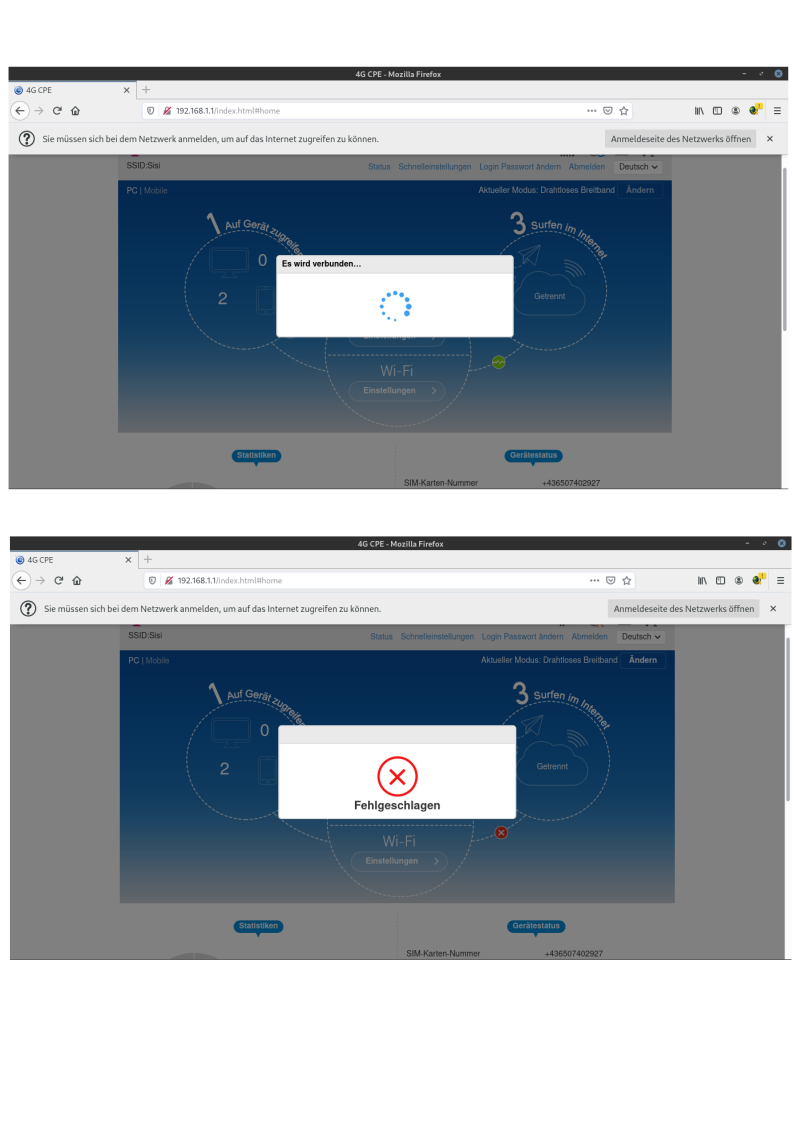 4G CPE - Mozilla Firefox
4G CPE
192.168.1.1/index.html#home
Sie müssen sich bei dem Netzwerk anmelden, um auf das Internet zugreifen zu können.
Anmeldeseite des Netzwerks öffnen
SSID:Sisi
Status Schnelleinstellungen Login Passwort ändern Abmelden Deutsch
PC | Mobile
Aktueller Modus: Drahtloses Breitband Ändern
1 Auf Gerät zugreifen
3 Surfen im Internet
0
2
Es wird verbunden...
Getrennt
Einstellungen
Wi-Fi
Einstellungen
Statistiken
Gerätestatus
SIM-Karten-Nummer +436507402927
4G CPE - Mozilla Firefox
4G CPE
192.168.1.1/index.html#home
Sie müssen sich bei dem Netzwerk anmelden, um auf das Internet zugreifen zu können.
Anmeldeseite des Netzwerks öffnen
SSID:Sisi
Status Schnelleinstellungen Login Passwort ändern Abmelden Deutsch
PC | Mobile
Aktueller Modus: Drahtloses Breitband Ändern
1 Auf Gerät zugreifen
3 Surfen im Internet
0
2
Getrennt
Fehlgeschlagen
Wi-Fi
Einstellungen
Statistiken
Gerätestatus
SIM-Karten-Nummer +436507402927